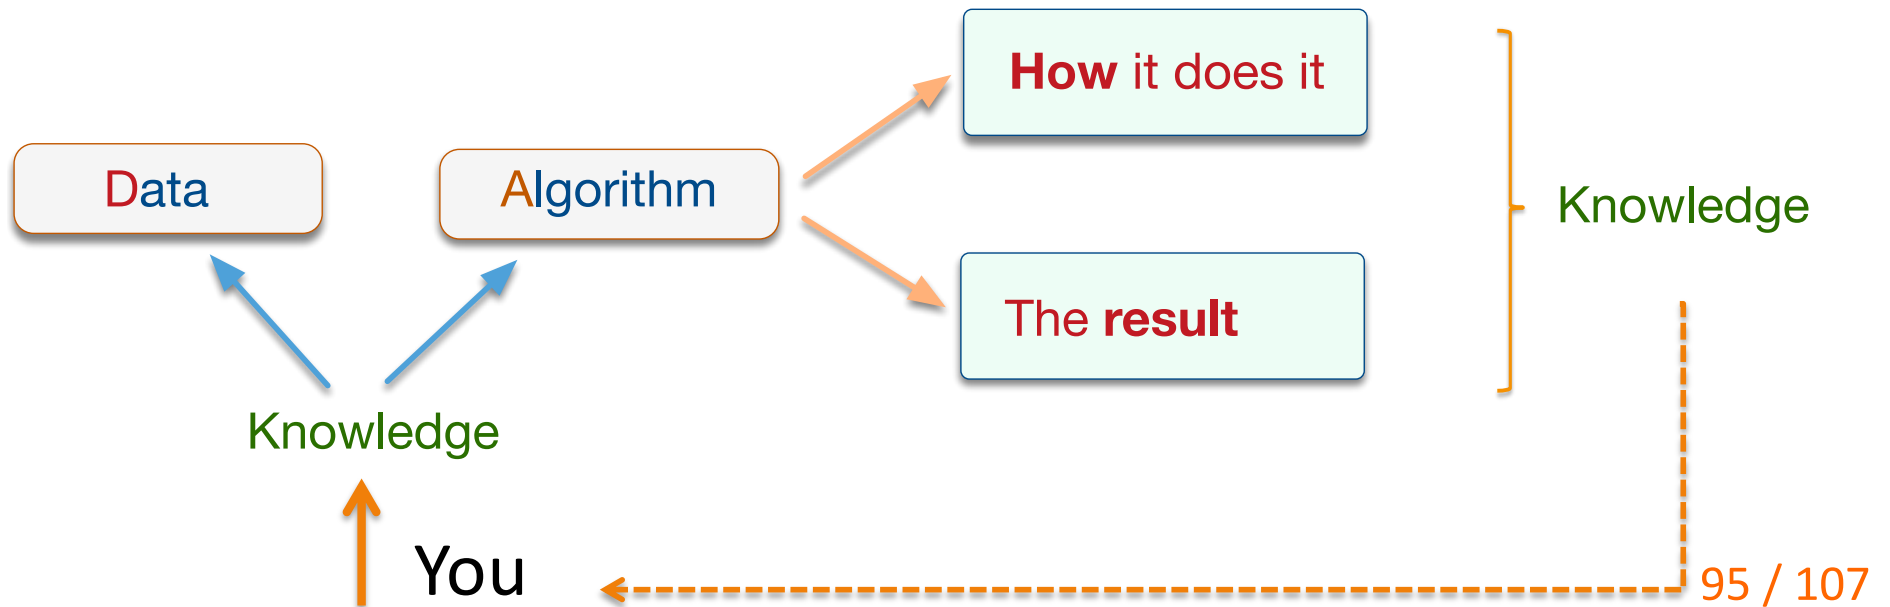 How it does it
Data
Algorithm
Knowledge
The result
Knowledge
You
95 / 107